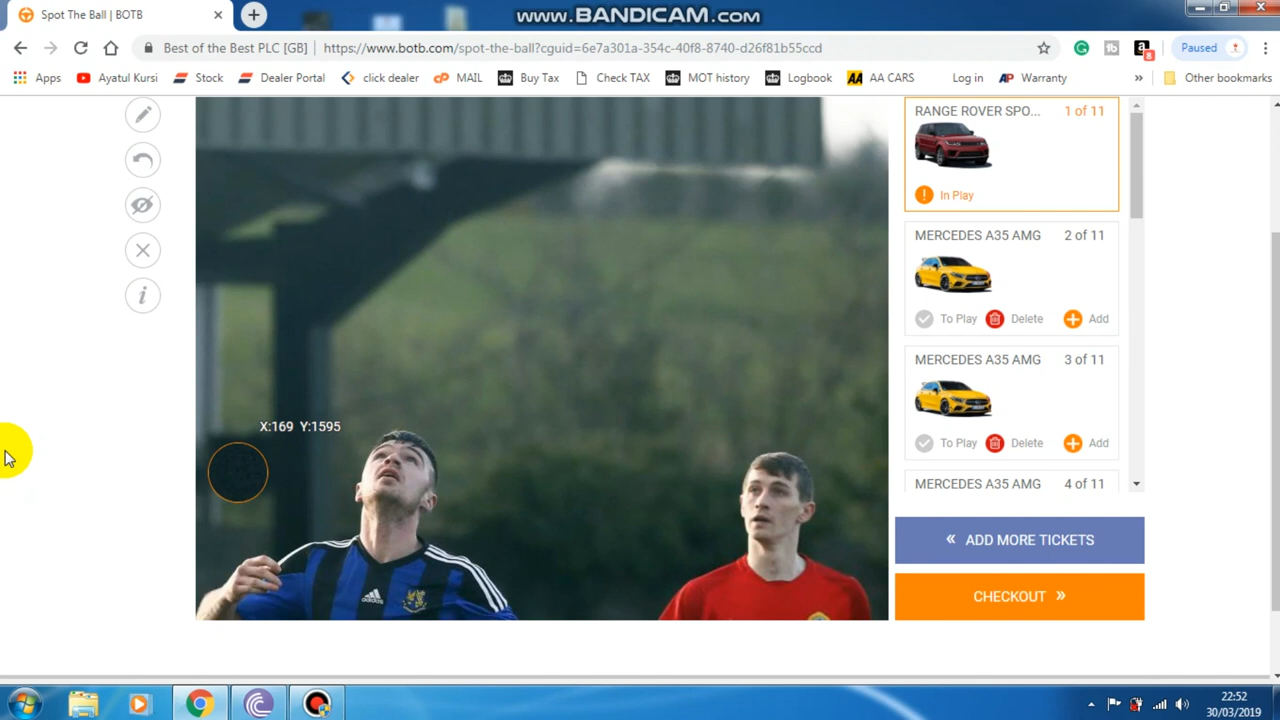 Spot The Ball | BOTB
www.BANDICAM.com
Best of the Best PLC [GB] | https://www.botb.com/spot-the-ball?cguid=6e7a301a-354c-40f8-8740-d26f81b55ccd
Paused
Apps Ayatul Kursi Stock Dealer Portal click dealer MAIL Buy Tax Check TAX MOT history Logbook AA CARS Log in Warranty » Other bookmarks
RANGE ROVER SPO... 1 of 11
In Play
MERCEDES A35 AMG 2 of 11
To Play Delete Add
MERCEDES A35 AMG 3 of 11
To Play Delete Add
MERCEDES A35 AMG 4 of 11
X:169 Y:1595
adidas
« ADD MORE TICKETS
CHECKOUT »
22:52
30/03/2019